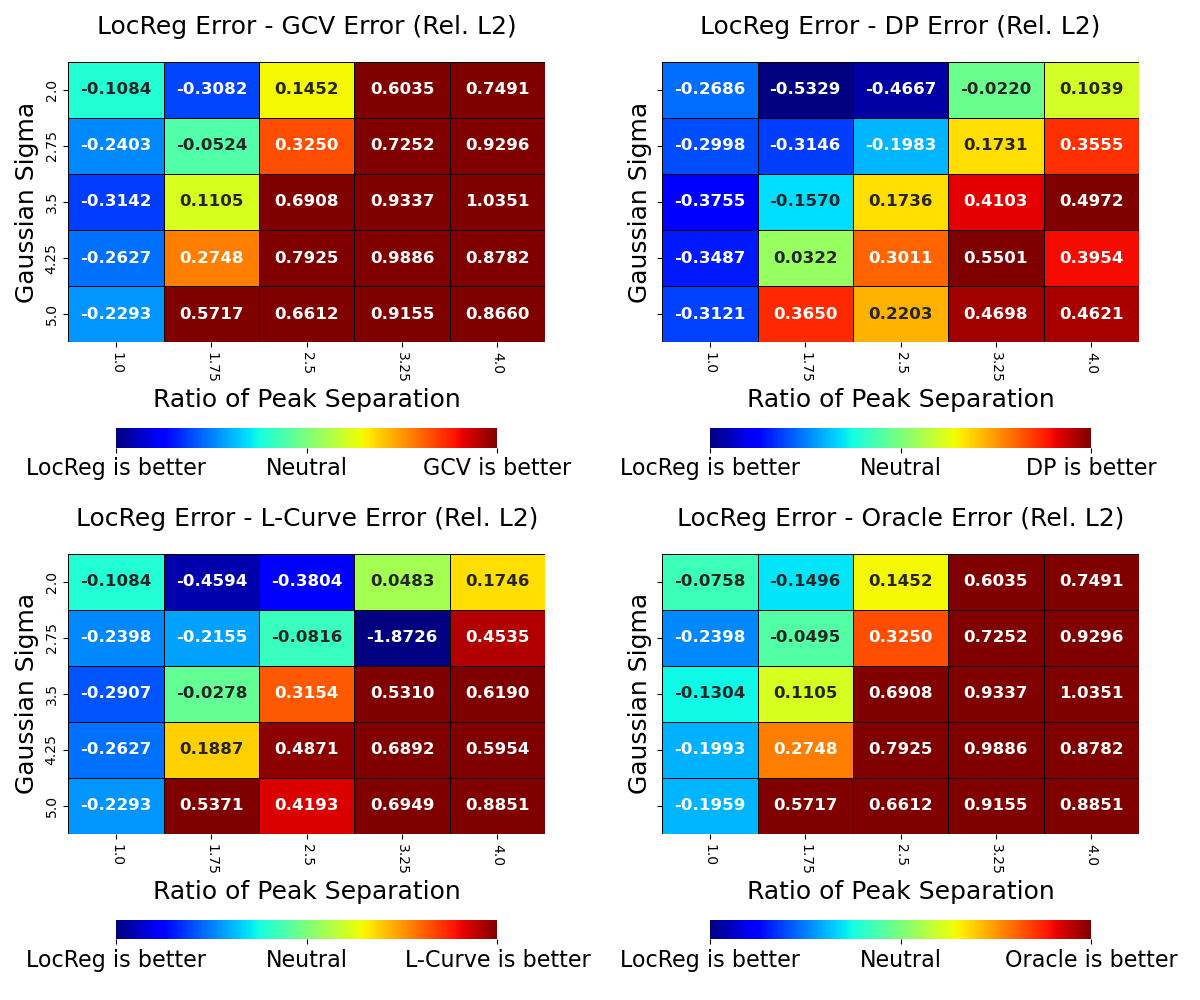 LocReg Error - GCV Error (Rel. L2)
Gaussian Sigma
2.0 -0.1084 -0.3082 0.1452 0.6035 0.7491
2.75 -0.2403 -0.0524 0.3250 0.7252 0.9296
3.5 -0.3142 0.1105 0.6908 0.9337 1.0351
4.25 -0.2627 0.2748 0.7925 0.9886 0.8782
5.0 -0.2293 0.5717 0.6612 0.9155 0.8660
1.0 1.75 2.5 3.25 4.0
Ratio of Peak Separation
LocReg is better Neutral GCV is better
LocReg Error - DP Error (Rel. L2)
Gaussian Sigma
-0.2686 -0.5329 -0.4667 -0.0220 0.1039
-0.2998 -0.3146 -0.1983 0.1731 0.3555
-0.3755 -0.1570 0.1736 0.4103 0.4972
-0.3487 0.0322 0.3011 0.5501 0.3954
-0.3121 0.3650 0.2203 0.4698 0.4621
1.0 1.75 2.5 3.25 4.0
Ratio of Peak Separation
LocReg is better Neutral DP is better
LocReg Error - L-Curve Error (Rel. L2)
Gaussian Sigma
2.0 -0.1084 -0.4594 -0.3804 0.0483 0.1746
2.75 -0.2398 -0.2155 -0.0816 -1.8726 0.4535
3.5 -0.2907 -0.0278 0.3154 0.5310 0.6190
4.25 -0.2627 0.1887 0.4871 0.6892 0.5954
5.0 -0.2293 0.5371 0.4193 0.6949 0.8851
1.0 1.75 2.5 3.25 4.0
Ratio of Peak Separation
LocReg is better Neutral L-Curve is better
LocReg Error - Oracle Error (Rel. L2)
Gaussian Sigma
-0.0758 -0.1496 0.1452 0.6035 0.7491
-0.2398 -0.0495 0.3250 0.7252 0.9296
-0.1304 0.1105 0.6908 0.9337 1.0351
-0.1993 0.2748 0.7925 0.9886 0.8782
-0.1959 0.5717 0.6612 0.9155 0.8851
1.0 1.75 2.5 3.25 4.0
Ratio of Peak Separation
LocReg is better Neutral Oracle is better